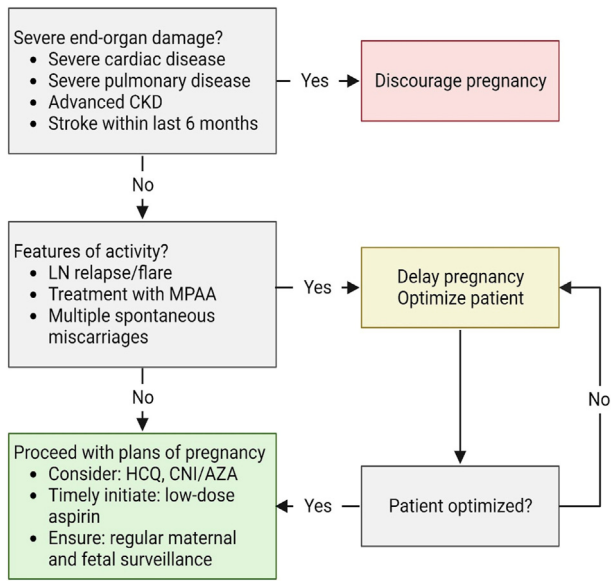 Severe end-organ damage?
• Severe cardiac disease
• Severe pulmonary disease
• Advanced CKD
• Stroke within last 6 months
Yes
Discourage pregnancy
No
Features of activity?
• LN relapse/flare
• Treatment with MPAA
• Multiple spontaneous
miscarriages
Yes
Delay pregnancy
Optimize patient
No
No
Proceed with plans of pregnancy
• Consider: HCQ, CNI/AZA
• Timely initiate: low-dose
aspirin
• Ensure: regular maternal
and fetal surveillance
Yes
Patient optimized?